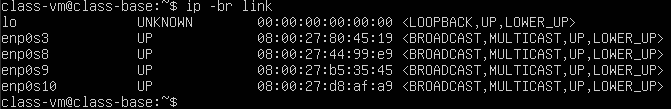 class-vm@class-base:~$ ip -br link
lo               UNKNOWN        00:00:00:00:00:00 <LOOPBACK,UP,LOWER_UP>
enp0s3           UP             08:00:27:80:45:19 <BROADCAST,MULTICAST,UP,LOWER_UP>
enp0s8           UP             08:00:27:44:99:e9 <BROADCAST,MULTICAST,UP,LOWER_UP>
enp0s9           UP             08:00:27:b5:35:45 <BROADCAST,MULTICAST,UP,LOWER_UP>
enp0s10          UP             08:00:27:d8:af:a9 <BROADCAST,MULTICAST,UP,LOWER_UP>
class-vm@class-base:~$